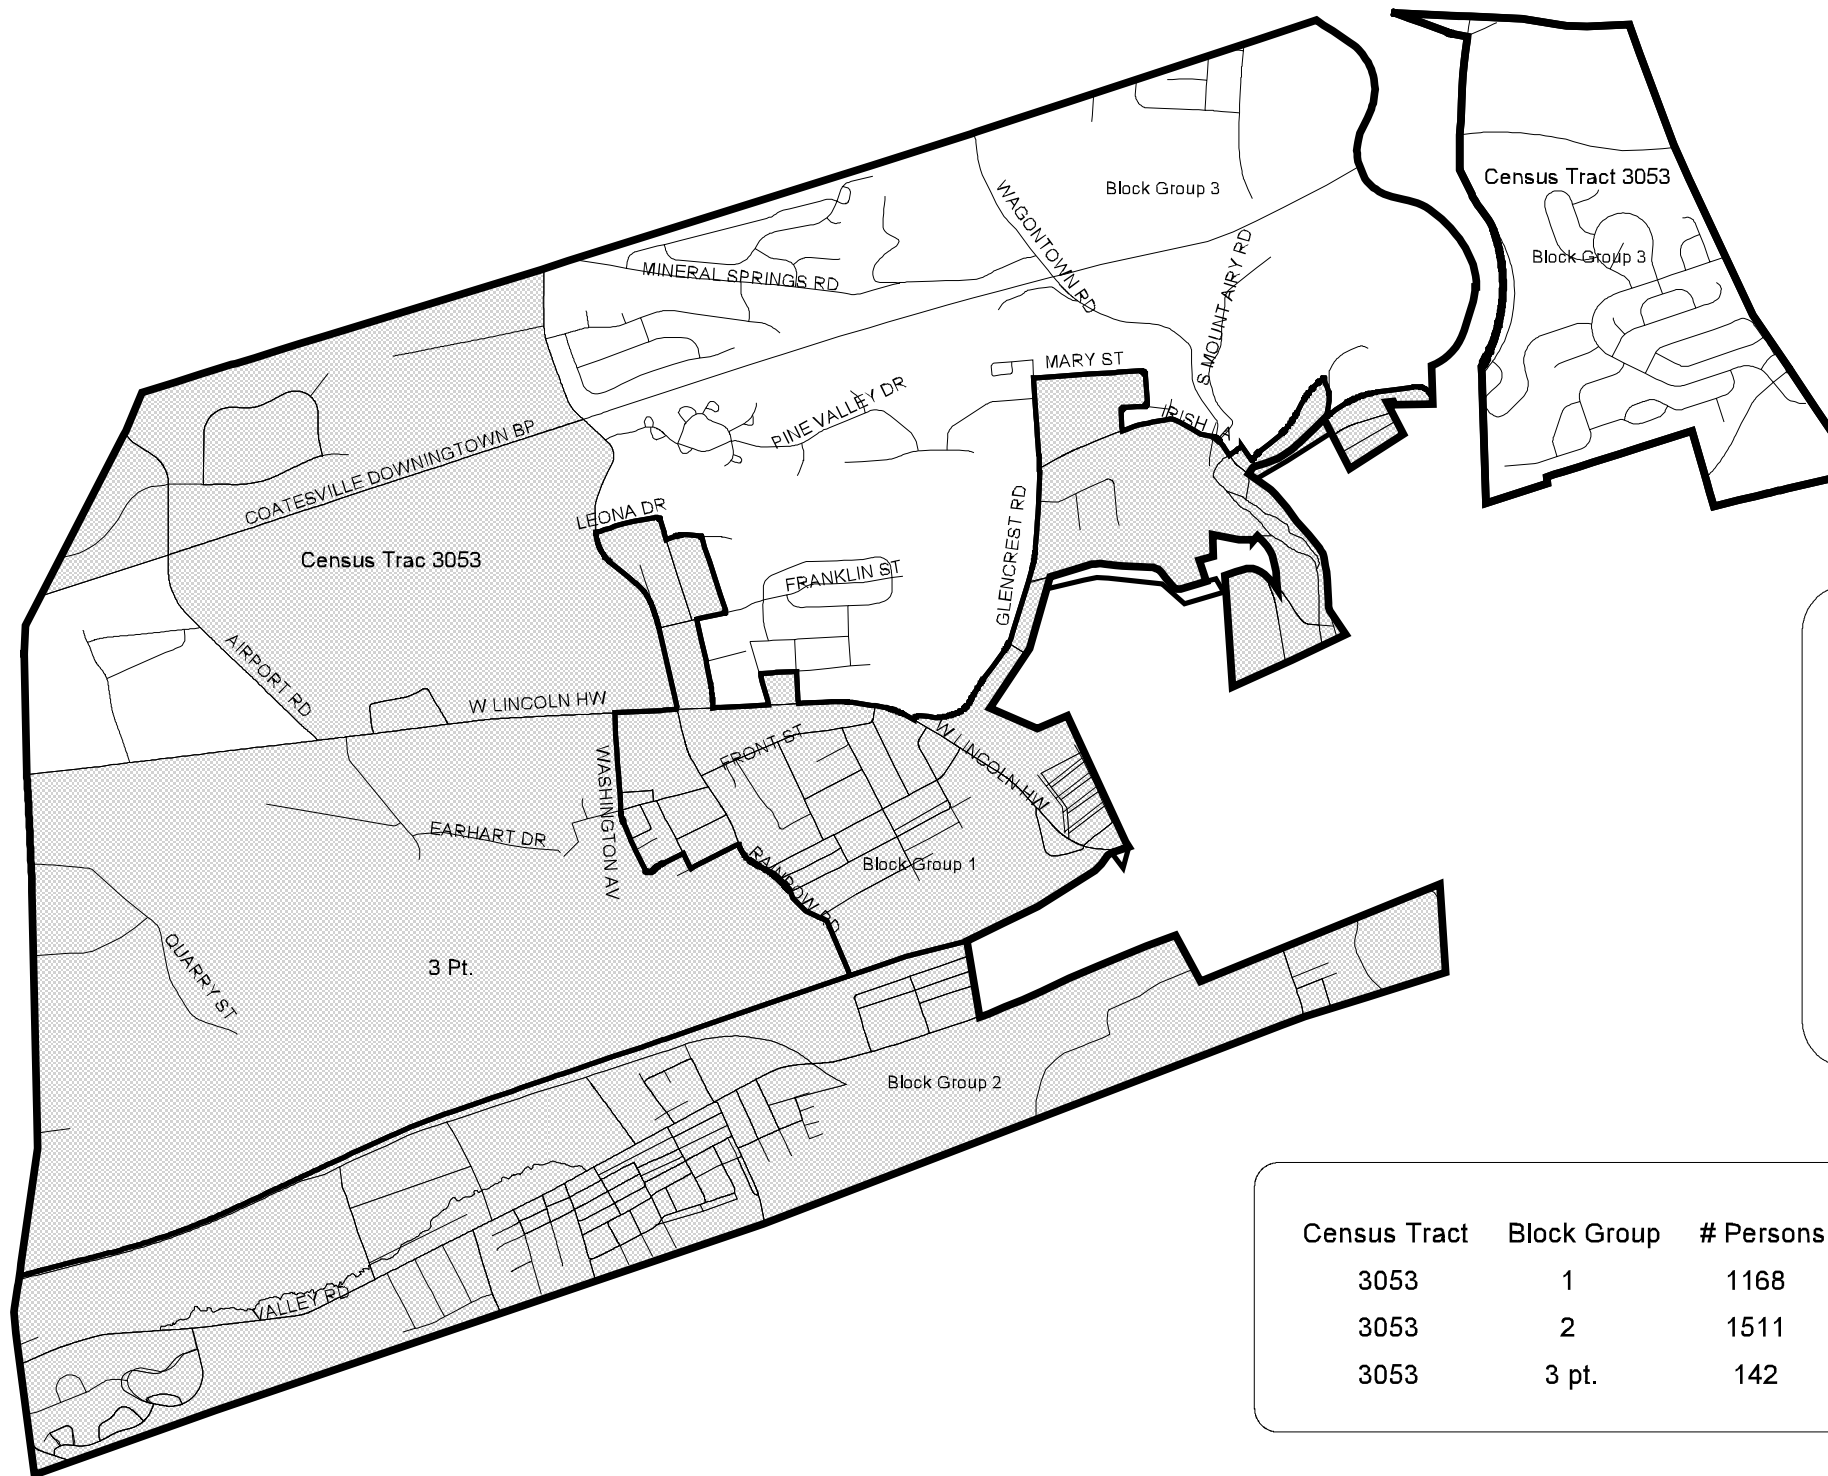 Census Tract 3053
Block Group 3
Block Group 3
WAGONTOWN RD
S MOUNT AIRY RD
MINERAL SPRINGS RD
MARY ST
PINE VALLEY DR
IRISH LA
COATESVILLE DOWNINGTOWN BP
LEONA DR
GLENCREST RD
Census Trac 3053
FRANKLIN ST
AIRPORT RD
W LINCOLN HW
FRONT ST
W LINCOLN HW
WASHINGTON AV
EARHART DR
RAINBOW RD
Block Group 1
QUARRY ST
3 Pt.
Block Group 2
VALLEY RD
Census Tract Block Group # Persons
3053 1 1168
3053 2 1511
3053 3 pt. 142